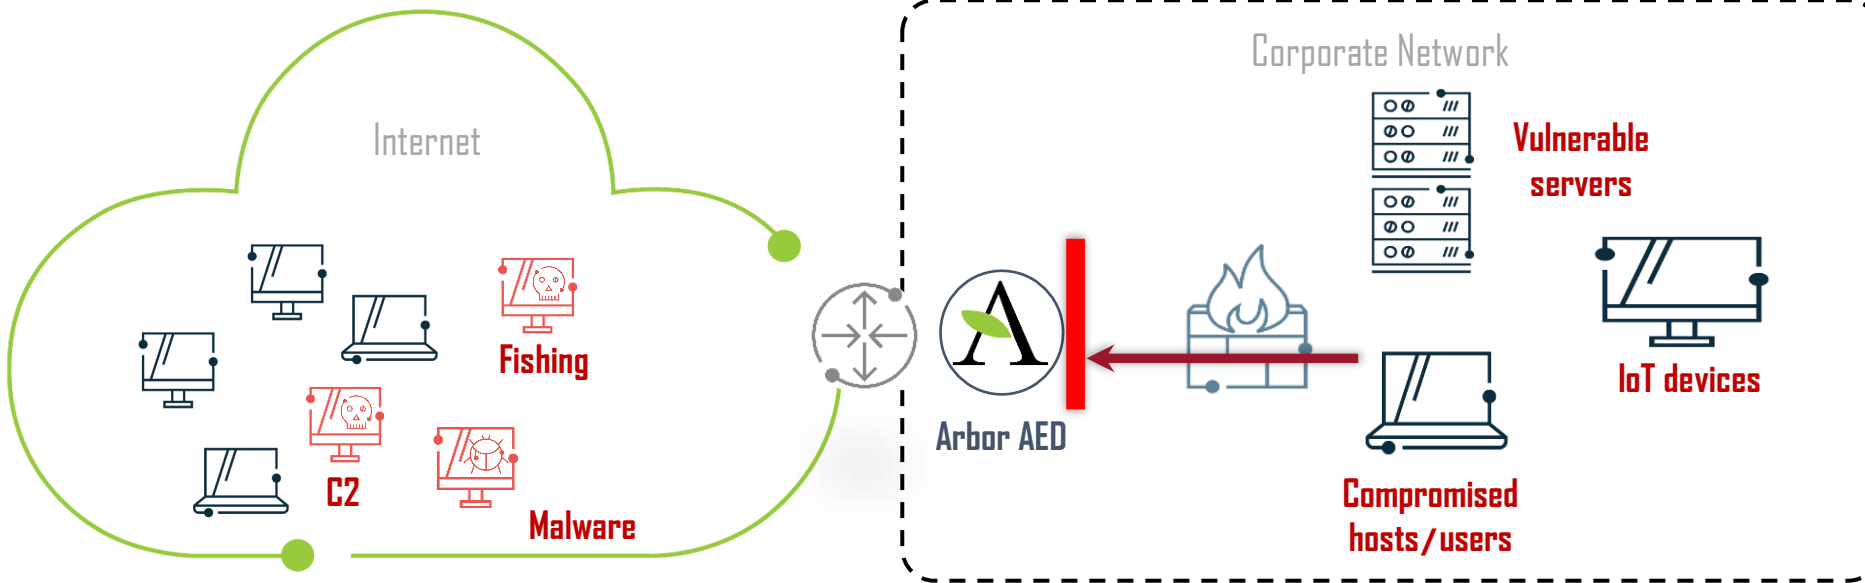 Corporate Network
Internet
Vulnerable
servers
Fishing
IoT devices
Arbor AED
C2
Malware
Compromised
hosts/users